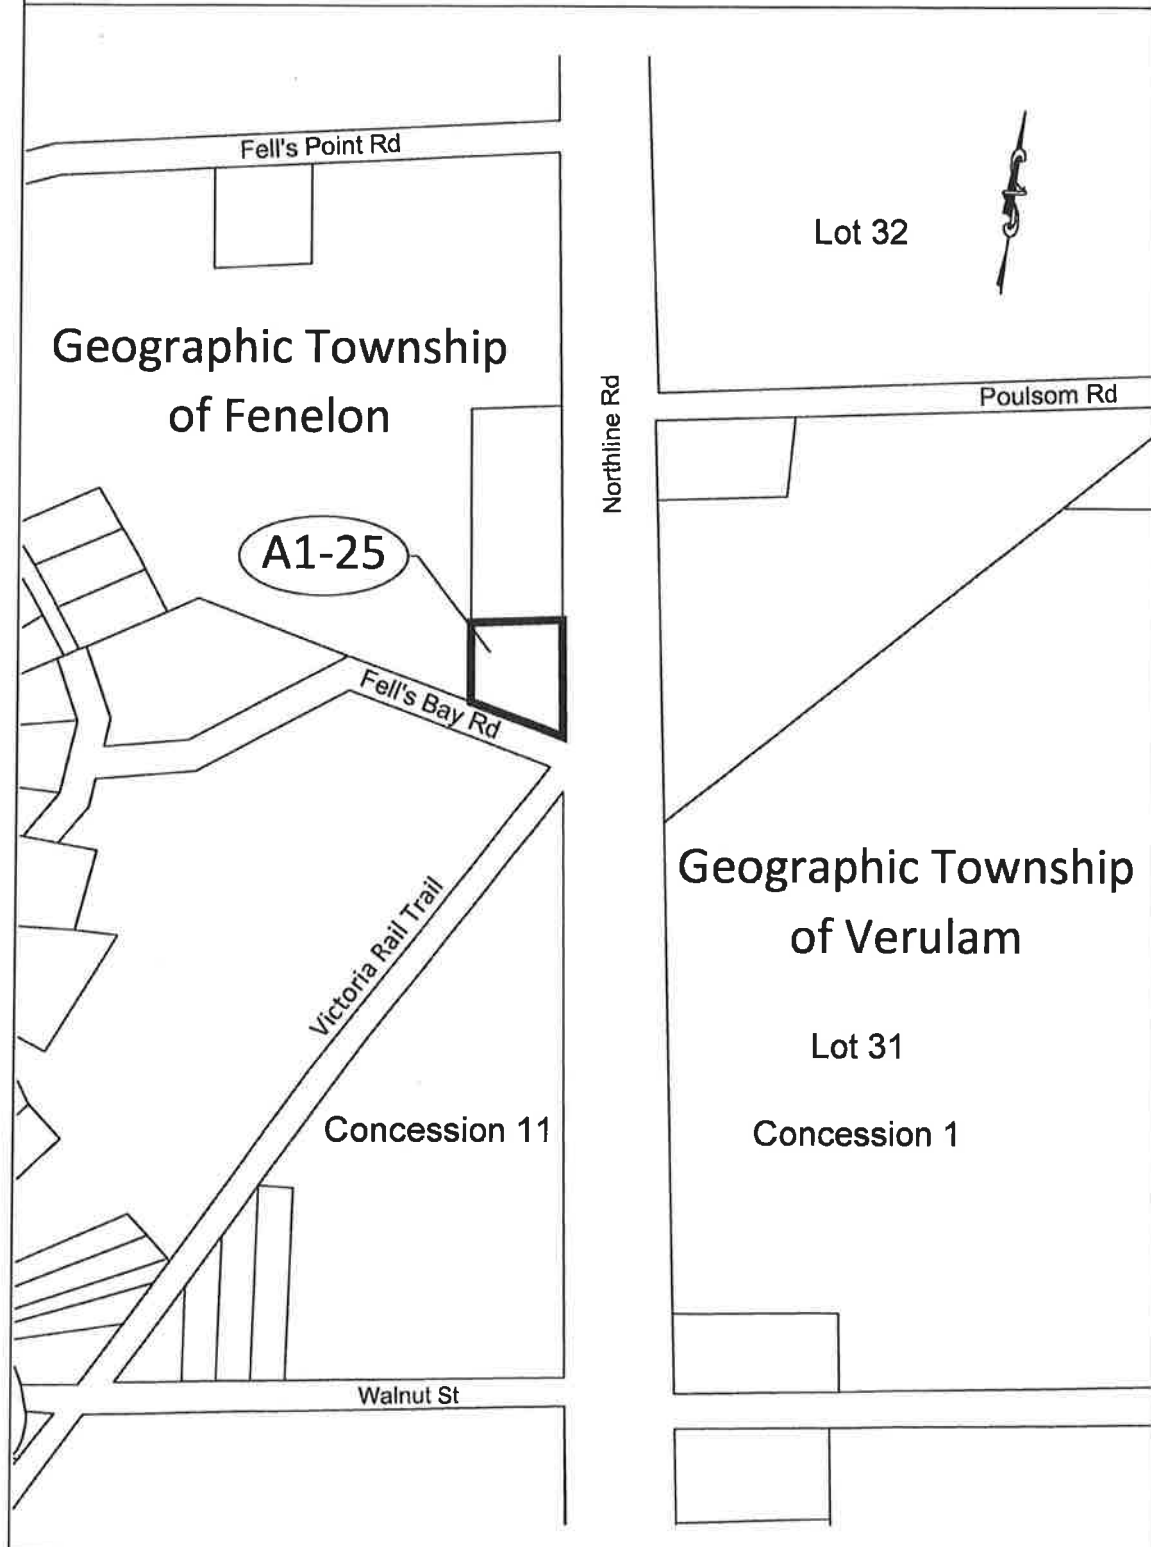 Fell's Point Rd
Lot 32
Geographic Township
of Fenelon
Northline Rd
Poulsom Rd
A1-25
Fell's Bay Rd
Geographic Township
of Verulam
Victoria Rail Trail
Lot 31
Concession 11
Concession 1
Walnut St